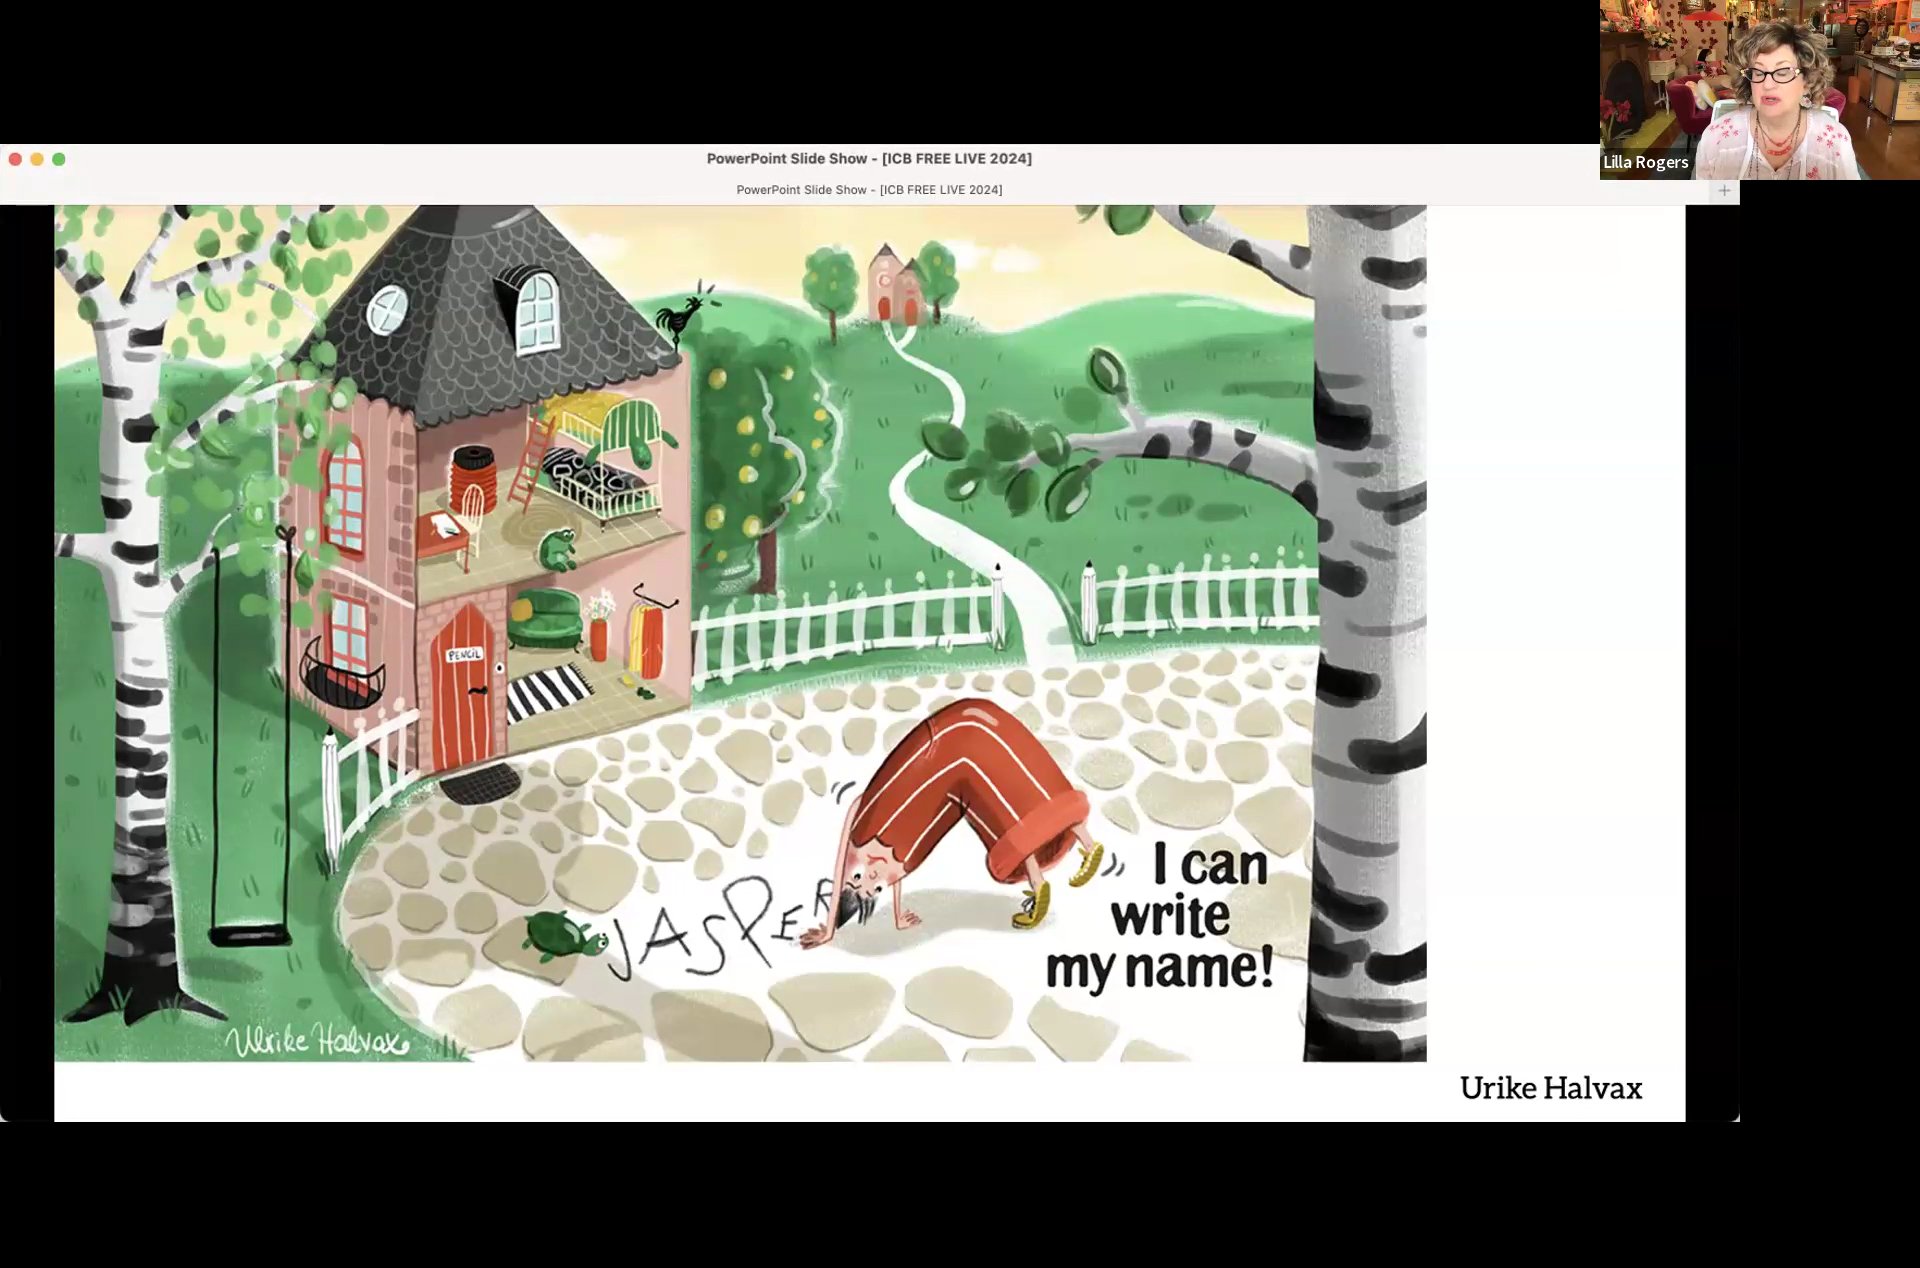 PowerPoint Slide Show - [ICB FREE LIVE 2024]
PowerPoint Slide Show - [ICB FREE LIVE 2024]
Lilla Rogers
PENCIL
JASPER
I can
write
my name!
Ulrike Halvax
Urike Halvax